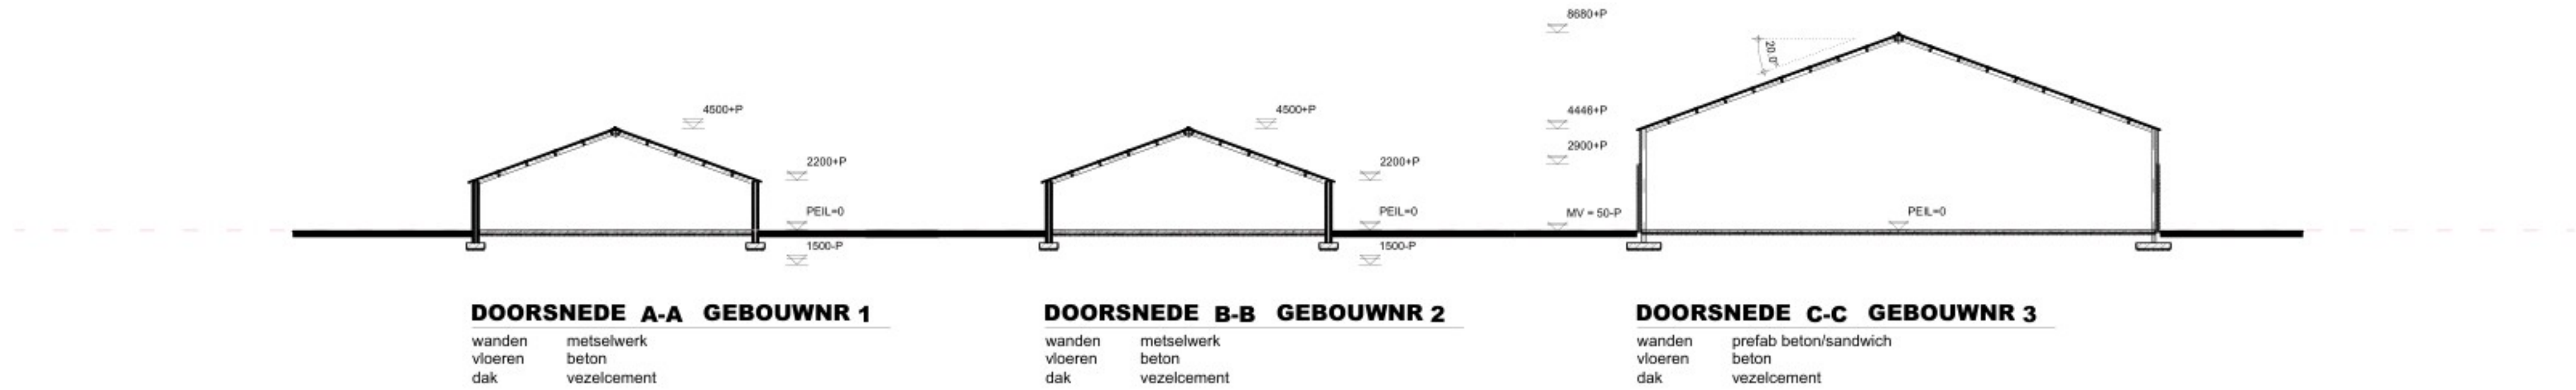 8680+P
20.0°
4500+P
4500+P
4446+P
2900+P
2200+P
2200+P
PEIL=0
PEIL=0
MV = 50-P
PEIL=0
1500-P
1500-P
DOORSNEDE A-A GEBOUWNR 1
wanden metselwerk
vloeren beton
dak vezelcement
DOORSNEDE B-B GEBOUWNR 2
wanden metselwerk
vloeren beton
dak vezelcement
DOORSNEDE C-C GEBOUWNR 3
wanden prefab beton/sandwich
vloeren beton
dak vezelcement